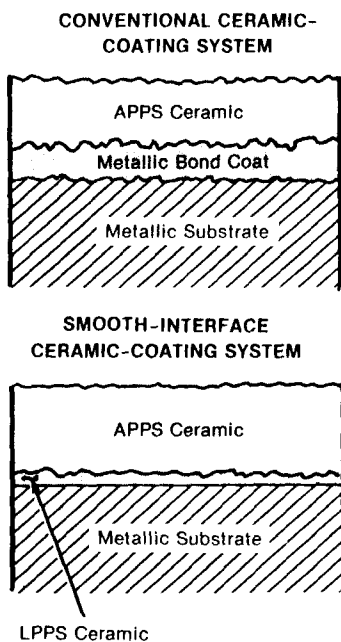 CONVENTIONAL CERAMIC-
COATING SYSTEM
APPS Ceramic
Metallic Bond Coat
Metallic Substrate
SMOOTH-INTERFACE
CERAMIC-COATING SYSTEM
APPS Ceramic
Metallic Substrate
LPPS Ceramic